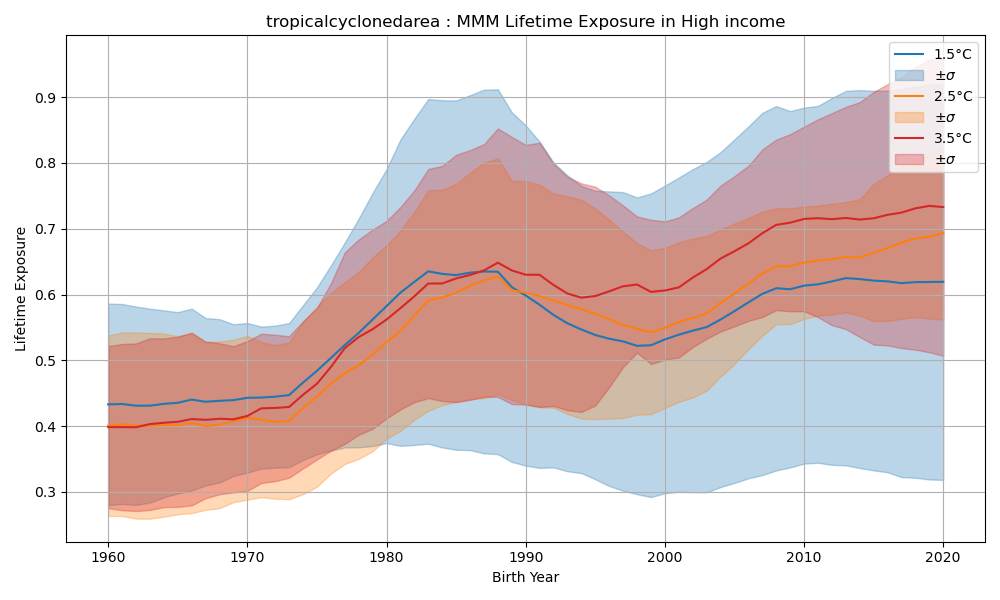 tropicalcyclonedarea : MMM Lifetime Exposure in High income
1.5°C
±σ
2.5°C
±σ
3.5°C
±σ
Lifetime Exposure
0.9
0.8
0.7
0.6
0.5
0.4
0.3
1960 1970 1980 1990 2000 2010 2020
Birth Year